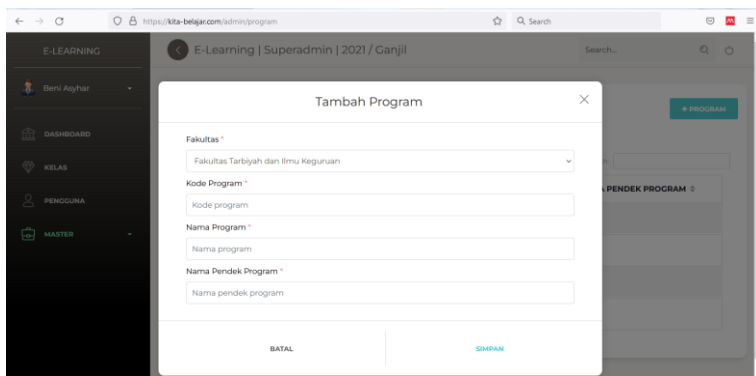 https://kita-belajar.com/admin/program
Search
E-LEARNING
E-Learning | Superadmin | 2021 / Ganjil
Search...
Beni Asyhar
Tambah Program
+ PROGRAM
DASHBOARD
KELAS
PENGGUNA
MASTER
Fakultas *
Fakultas Tarbiyah dan Ilmu Keguruan
Kode Program *
Kode program
PENDEK PROGRAM
Nama Program *
Nama program
Nama Pendek Program *
Nama pendek program
BATAL
SIMPAN